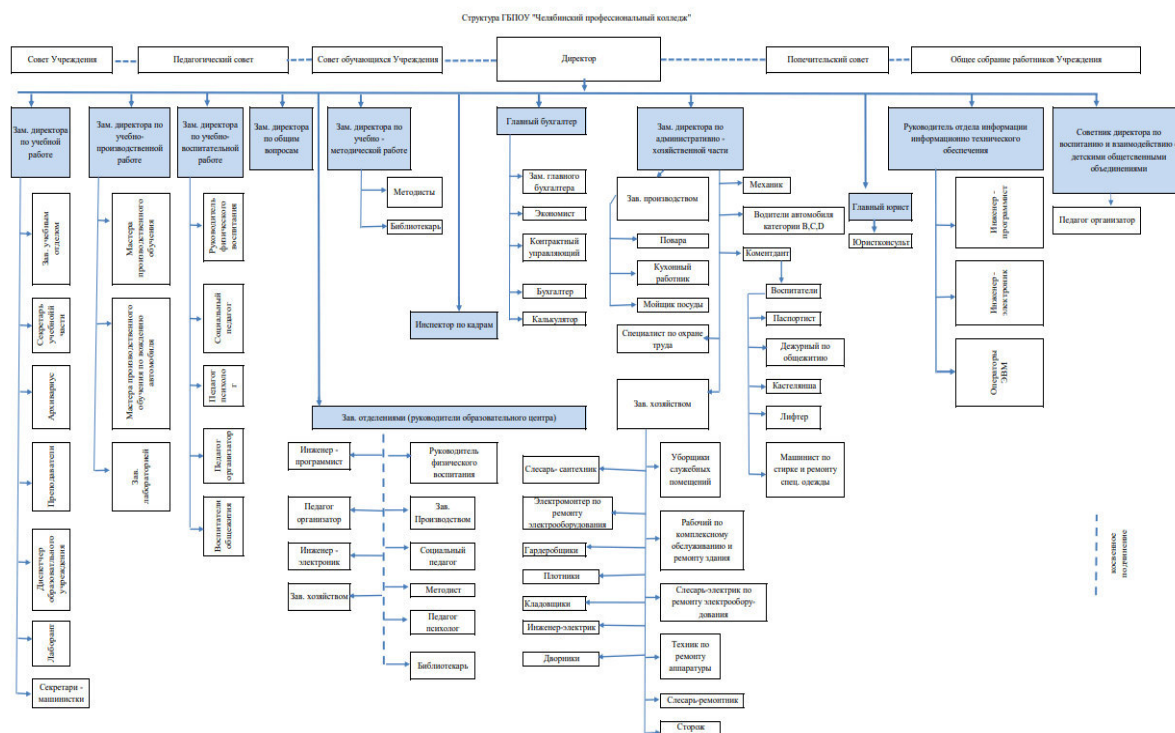 Структура ГБПОУ "Челябинский профессиональный колледж"
Совет Учреждения
Педагогический совет
Совет обучающихся Учреждения
Директор
Попечительский совет
Общее собрание работников Учреждения
Зам. директора
по учебной
работе
Зам. директора по
учебно-
производственной
работе
Зам. директора
по учебно-
воспитательной
работе
Зам. директора
по общим
вопросам
Зам. директора
по учебно -
методической работе
Главный бухгалтер
Зам. директора по
административно -
хозяйственной части
Руководитель отдела информации
информационно технического
обеспечения
Советник директора по
воспитанию и взаимодействию с
детскими общетсвенными
объединениями
Зав. учебным
отделом
Секретарь
учебнойй
части
Архивариус
Преподаватели
Диспетчер
образовательного
учреждения
Лаборант
Секретари -
машинистки
Мастера
производственного
обучения
Мастера производственного
обучения по вождению
автомобиля
Зав.
лабораторией
Руководитель
физического
воспитания
Социальный
педагог
Педагог
психоло
г
Педагог
организатор
Воспитатели
общежития
Методисты
Библиотекарь
Инспектор по кадрам
Зам. главного
бухгалтера
Экономист
Контрактный
управляющий
Бухгалтер
Калькулятор
Зав. производством
Повара
Кухонный
работник
Мойщик посуды
Специалист по охране
труда
Зав. хозяйством
Механик
Водители автомобиля
категории B,C,D
Коментдант
Воспитатели
Паспортист
Дежурный по
общежитию
Кастелянша
Лифтер
Машинист по
стирке и ремонту
спец. одежды
Главный юрист
Юристконсульт
Инженер -
программист
Инженер -
электроник
Операторы
ЭВМ
Педагог организатор
Зав. отделениями (руководители образовательного центра)
Инженер -
программист
Педагог
организатор
Инженер -
электроник
Зав. хозяйством
Руководитель
физического
воспитания
Зав.
Производством
Социальный
педагог
Методист
Педагог
психолог
Библиотекарь
Слесарь- сантехник
Электромонтер по
ремонту
электрооборудования
Гардеробщики
Плотники
Кладовщики
Инженер-электрик
Дворники
Уборщики
служебных
помещений
Рабочий по
комплексному
обслуживанию и
ремонту здания
Слесарь-электрик по
ремонту электрообору-
дования
Техник по
ремонту
аппаратуры
Слесарь-ремонтник
Сторож
косвенное
подчинение